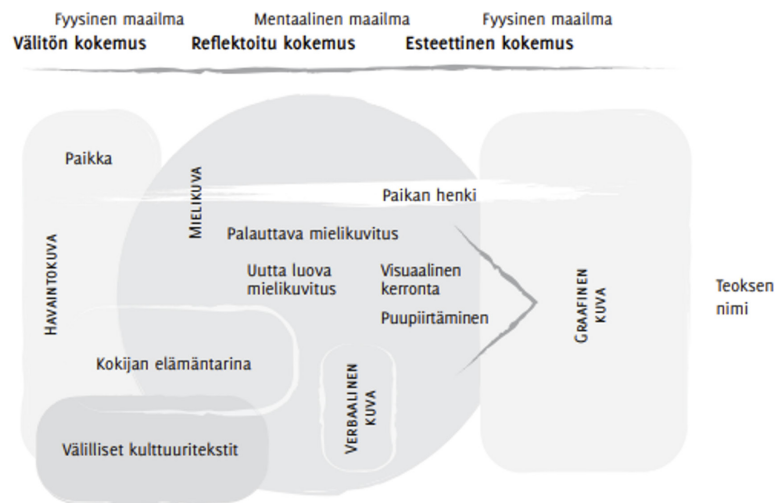 Fyysinen maailma
Mentaalinen maailma
Fyysinen maailma
Välitön kokemus
Reflektoitu kokemus
Esteettinen kokemus
Paikka
HAVAINTOKUVA
MIELIKUVA
Paikan henki
Palauttava mielikuvitus
Uutta luova
mielikuvitus
Visuaalinen
kerronta
Puupiirtäminen
Kokijan elämäntarina
VERBAALINEN
KUVA
Välilliset kulttuuritekstit
GRAAFINEN
KUVA
Teoksen
nimi